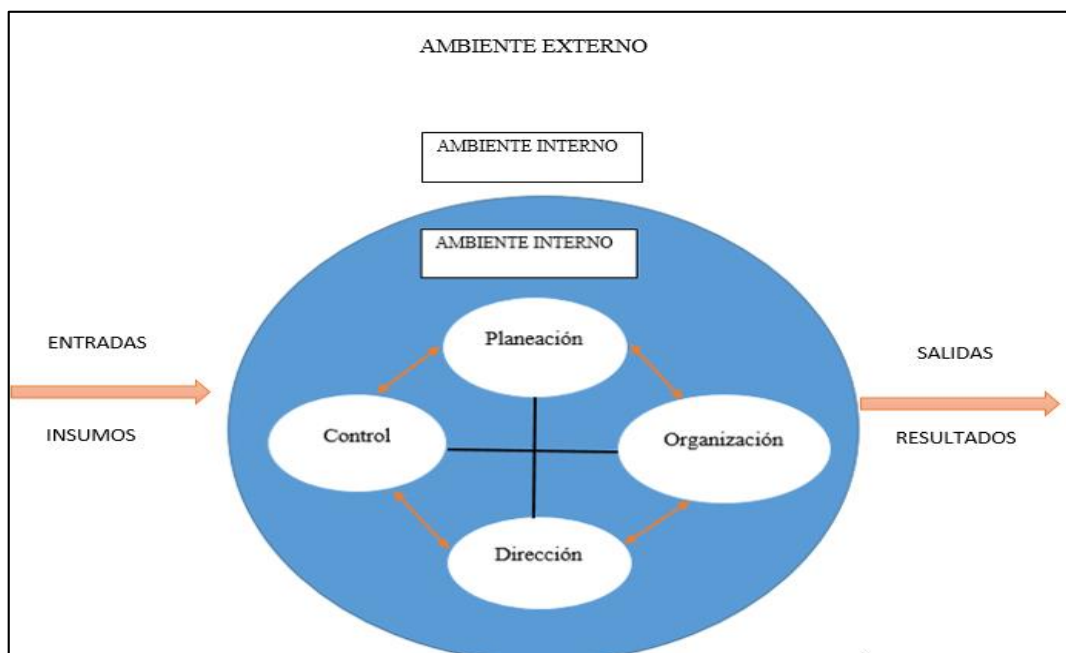 AMBIENTE EXTERNO
AMBIENTE INTERNO
AMBIENTE INTERNO
Planeación
ENTRADAS
SALIDAS
Control
Organización
INSUMOS
RESULTADOS
Dirección